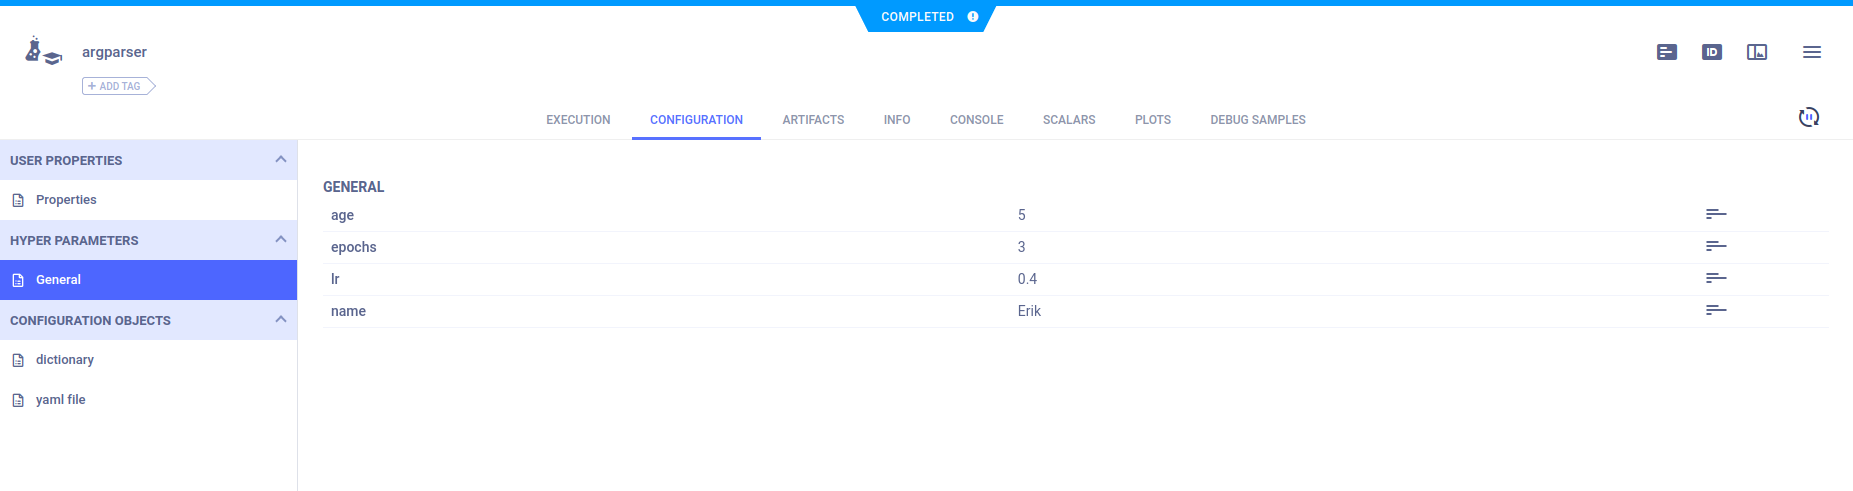 COMPLETED
argparser
ID
+ ADD TAG
EXECUTION CONFIGURATION ARTIFACTS INFO CONSOLE SCALARS PLOTS DEBUG SAMPLES
USER PROPERTIES
Properties
HYPER PARAMETERS
General
CONFIGURATION OBJECTS
dictionary
yaml file
GENERAL
age 5
epochs 3
lr 0.4
name Erik